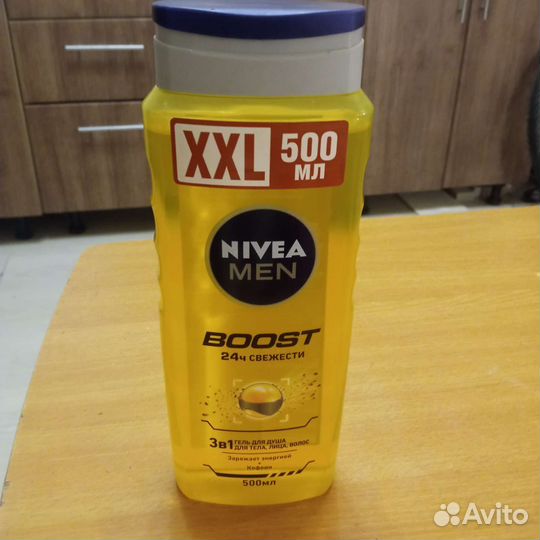 XXL 500 МЛ
NIVEA
MEN
BOOST
24ч СВЕЖЕСТИ
3в1 ГЕЛЬ ДЛЯ ДУША
ДЛЯ ТЕЛА, ЛИЦА, ВОЛОС
Заряжает энергией
+
Кофеин
500мл
Avito